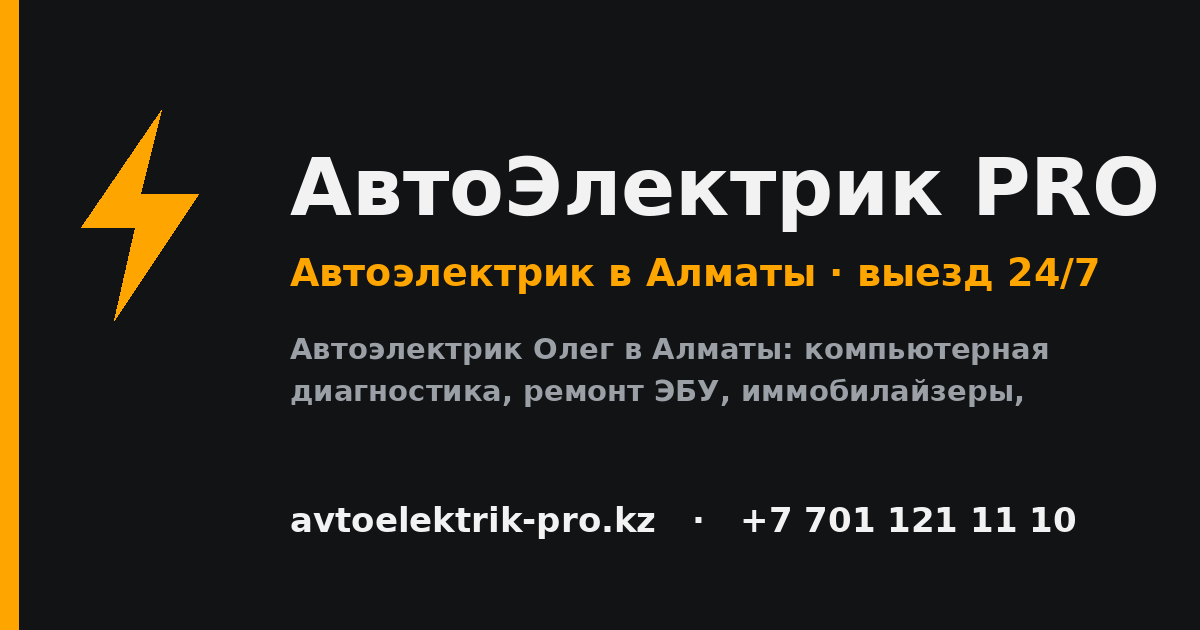 АвтоЭлектрик PRO
Автоэлектрик в Алматы · выезд 24/7
Автоэлектрик Олег в Алматы: компьютерная
диагностика, ремонт ЭБУ, иммобилайзеры,
avtoelektrik-pro.kz · +7 701 121 11 10